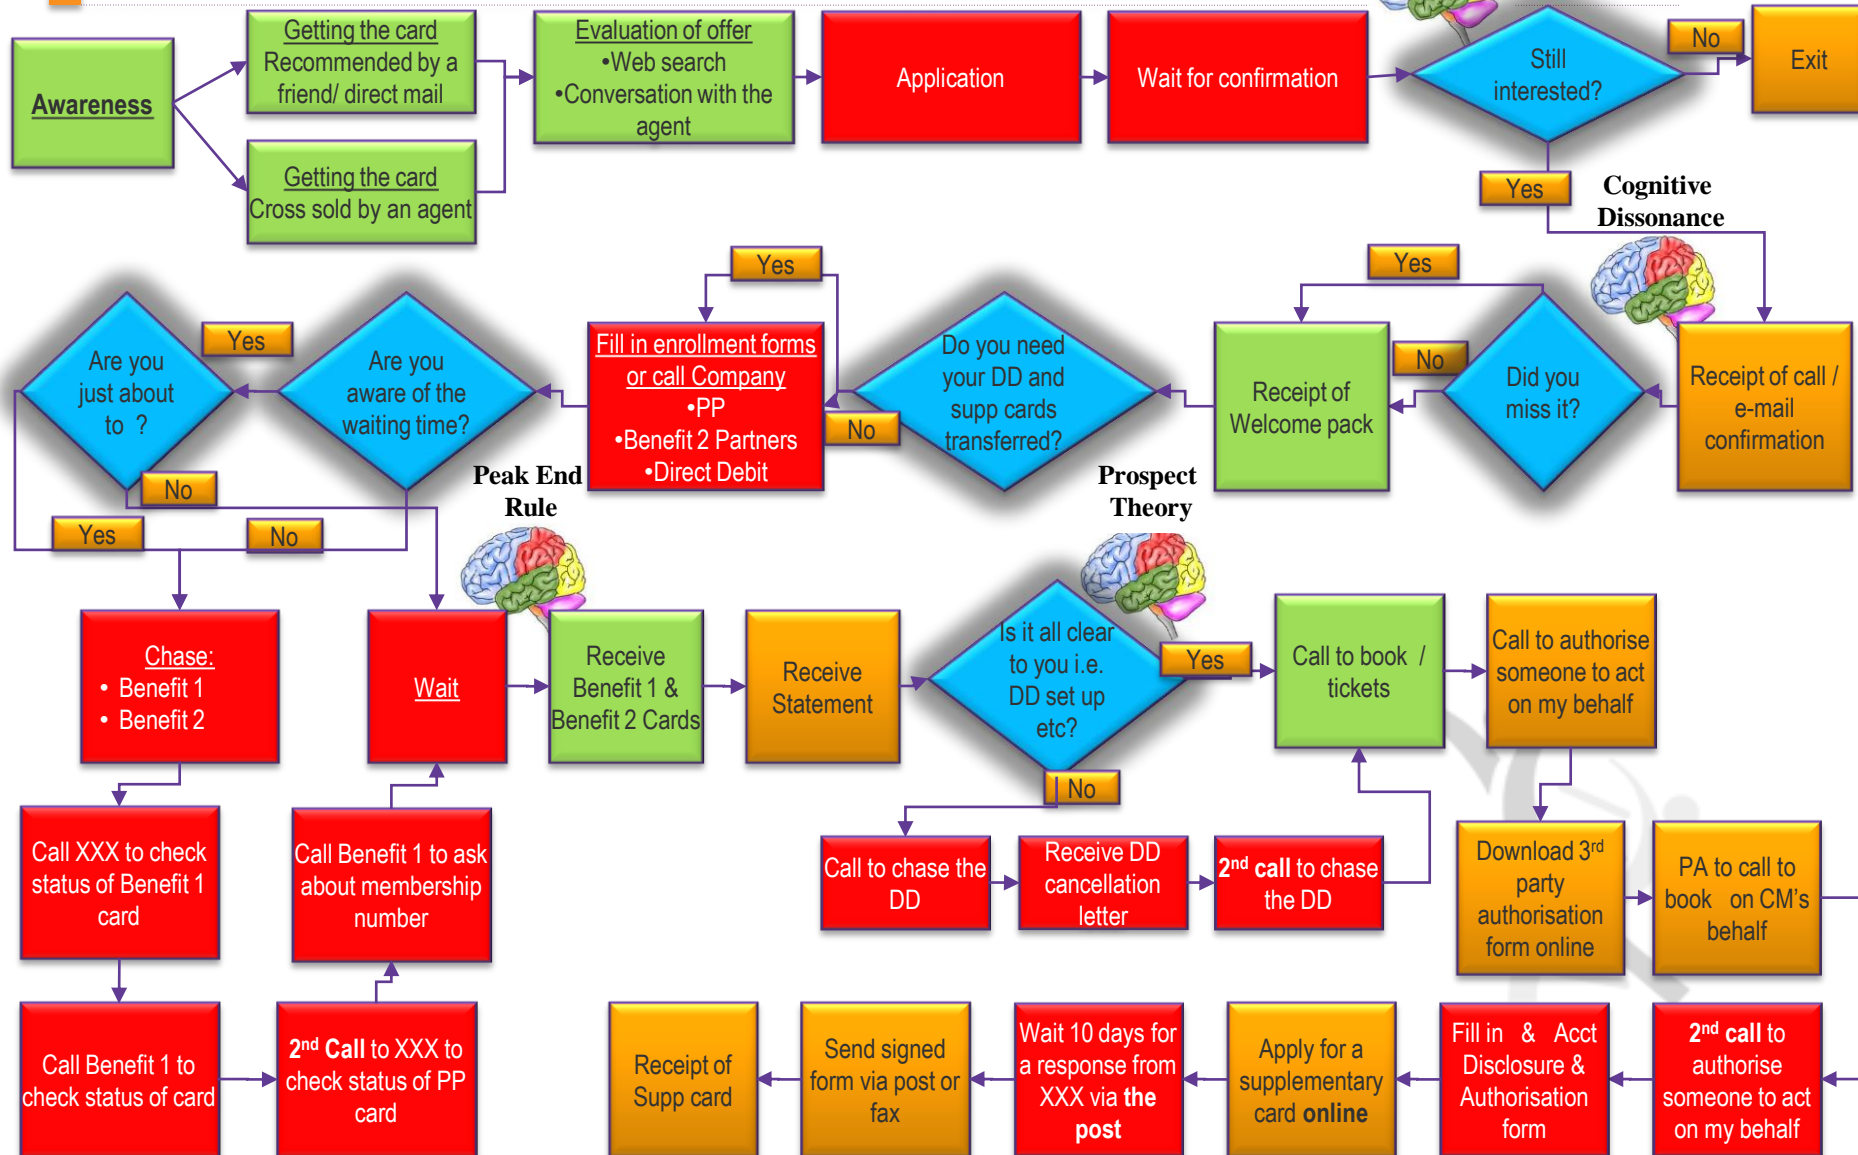 Awareness
Getting the card
Recommended by a
friend/ direct mail
Getting the card
Cross sold by an agent
Evaluation of offer
•Web search
•Conversation with the
agent
Application
Wait for confirmation
Still
interested?
No
Exit
Yes
Cognitive
Dissonance
Receipt of call /
e-mail
confirmation
Did you
miss it?
Yes
No
Receipt of
Welcome pack
Do you need
your DD and
supp cards
transferred?
Yes
No
Fill in enrollment forms
or call Company
•PP
•Benefit 2 Partners
•Direct Debit
Are you
aware of the
waiting time?
Yes
Are you
just about
to ?
No
Yes
No
Peak End
Rule
Prospect
Theory
Chase:
• Benefit 1
• Benefit 2
Wait
Receive
Benefit 1 &
Benefit 2 Cards
Receive
Statement
Is it all clear
to you i.e.
DD set up
etc?
Yes
No
Call to book /
tickets
Call to authorise
someone to act
on my behalf
Call XXX to check
status of Benefit 1
card
Call Benefit 1 to ask
about membership
number
Call to chase the
DD
Receive DD
cancellation
letter
2nd call to chase
the DD
Download 3rd
party
authorisation
form online
PA to call to
book on CM's
behalf
Call Benefit 1 to
check status of card
2nd Call to XXX to
check status of PP
card
Receipt of
Supp card
Send signed
form via post or
fax
Wait 10 days for
a response from
XXX via the
post
Apply for a
supplementary
card online
Fill in & Acct
Disclosure &
Authorisation
form
2nd call to
authorise
someone to act
on my behalf